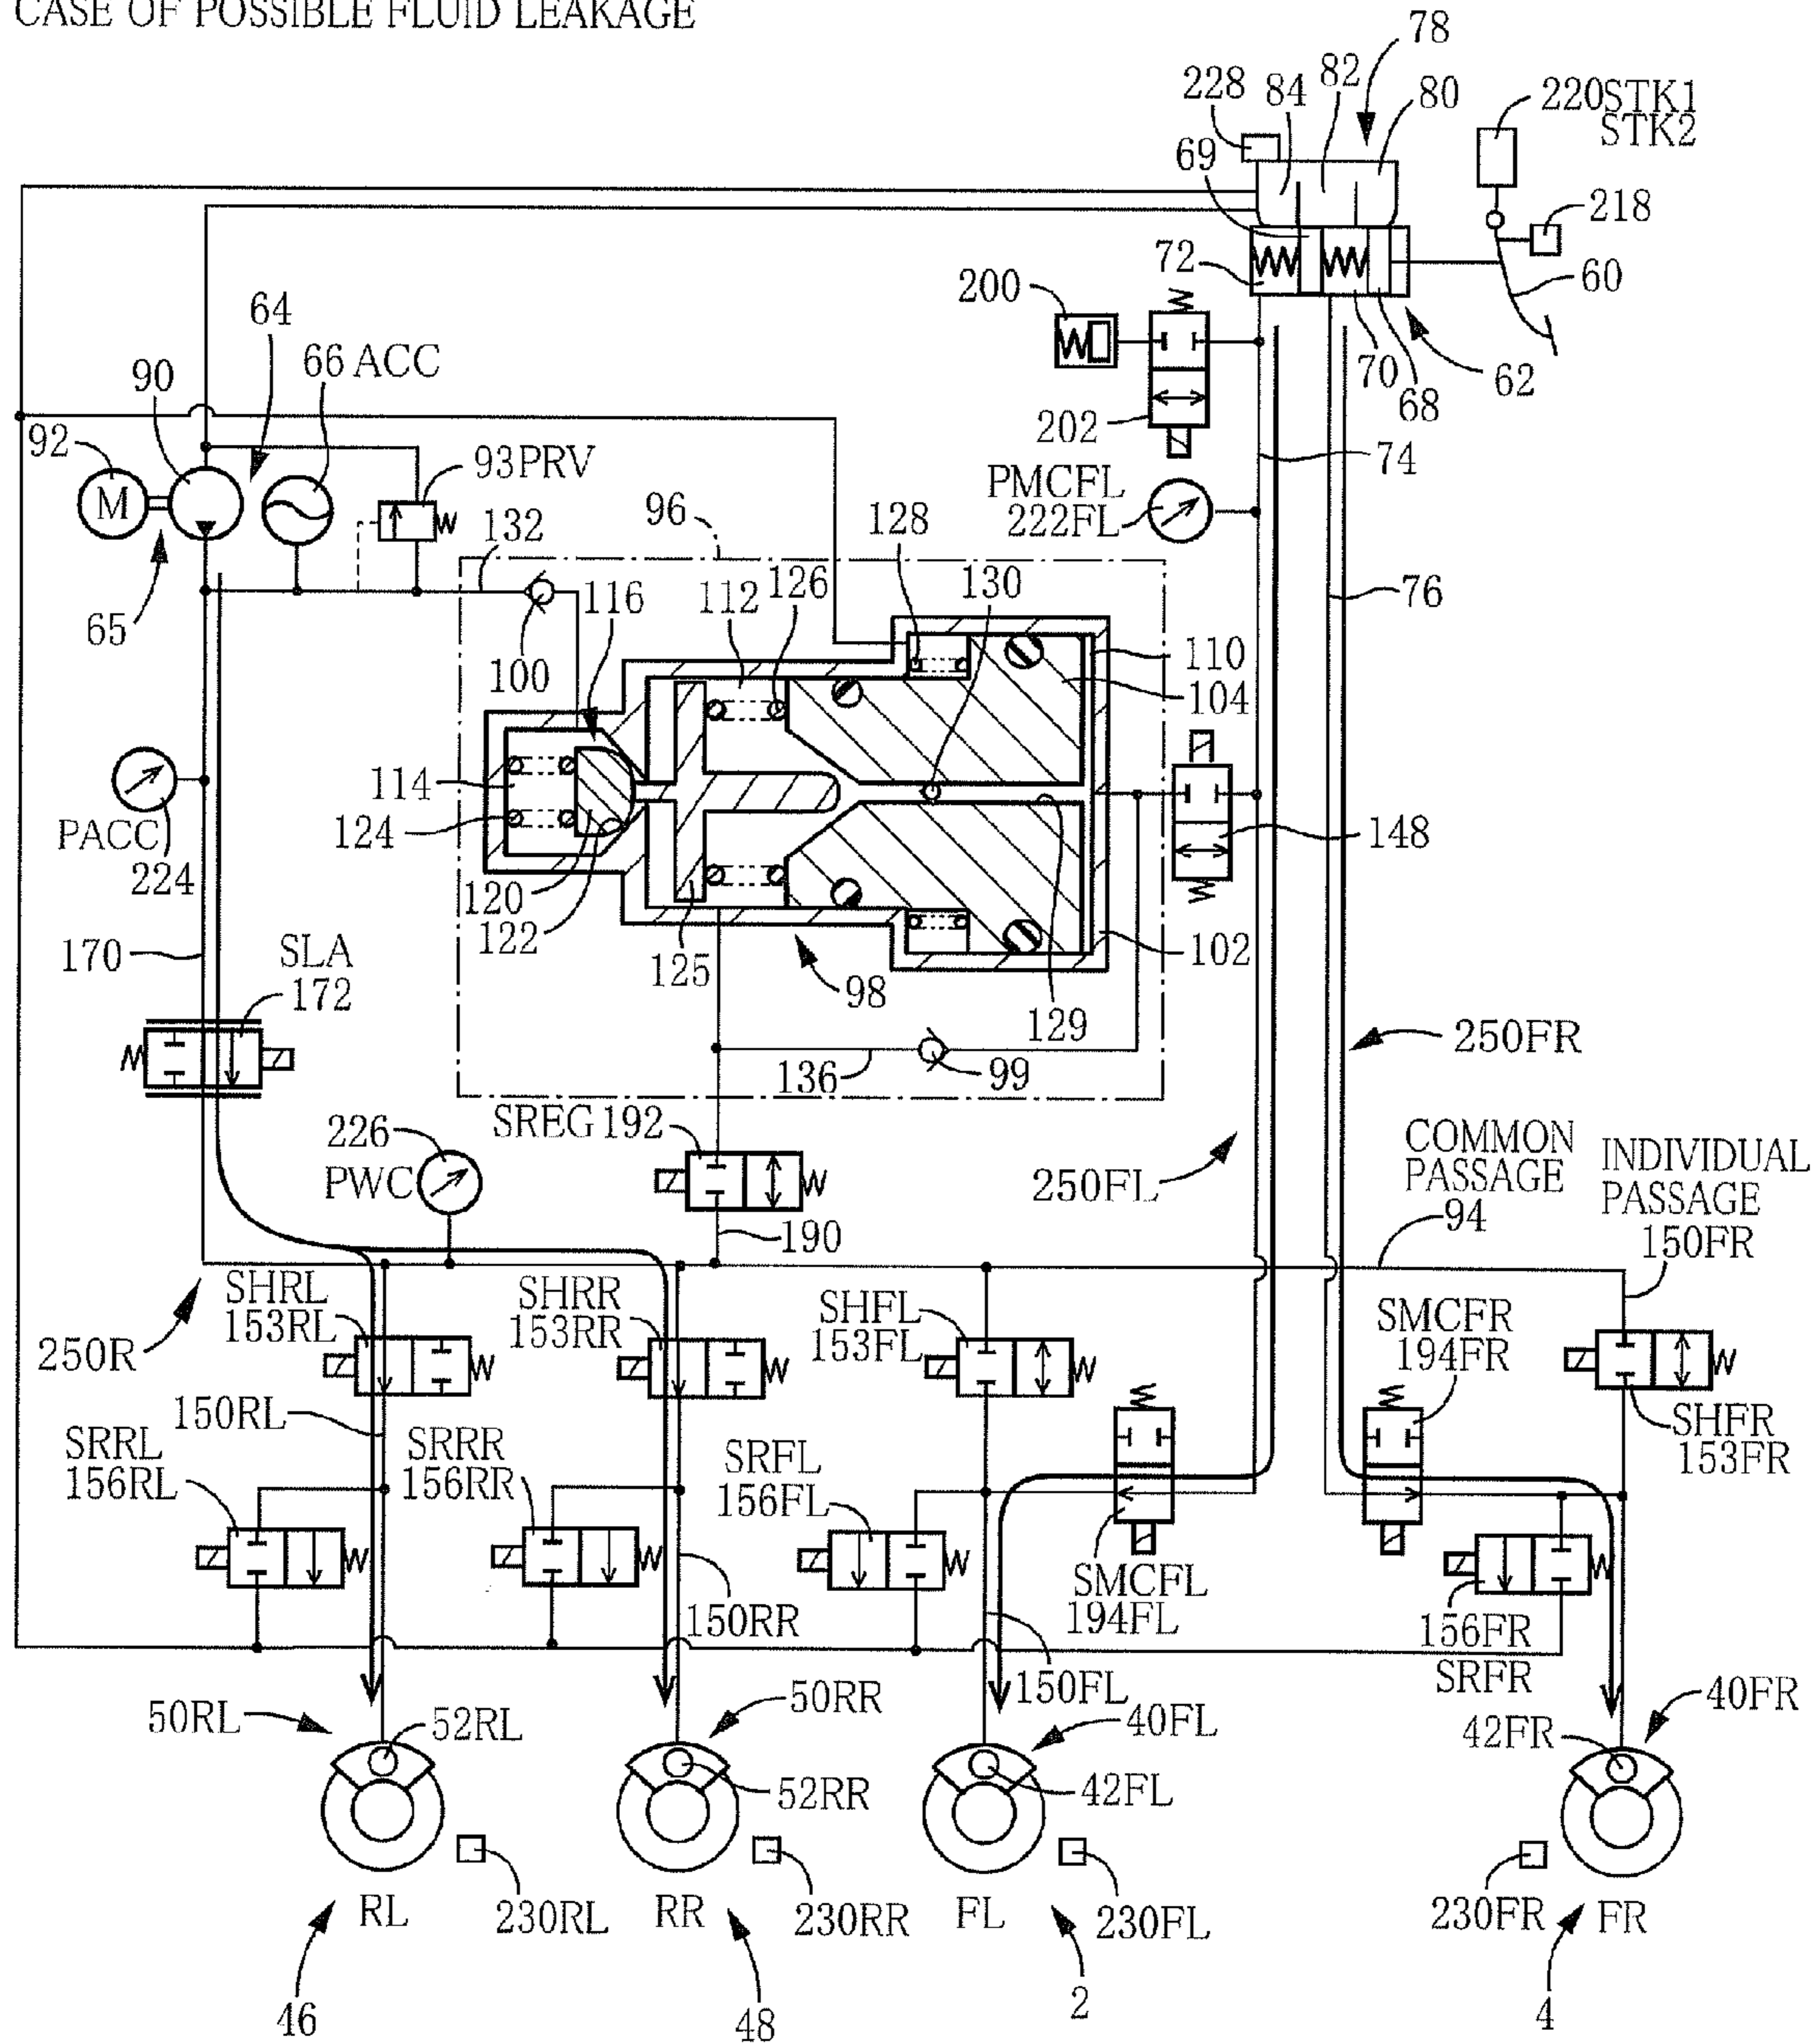 CASE OF POSSIBLE FLUID LEAKAGE
78
82
228
84
80
220STK1
STK2
69
218
72
200
60
64
66 ACC
90
70
68
62
202
92
93PRV
74
M
PMCFL
222FL
96
128
132
130
76
116
112
126
65
110
104
100
114
PACC
224
124
148
120
122
102
170
SLA
172
125
98
129
250FR
136
99
SREG 192
226
PWC
COMMON
PASSAGE
94
INDIVIDUAL
PASSAGE
150FR
250FL
190
SHRL
153RL
SHRR
153RR
SHFL
153FL
SMCFR
194FR
250R
150RL
SHFR
153FR
SRRL
156RL
SRRR
156RR
SRFL
156FL
SMCFL
194FL
150RR
156FR
SRFR
150FL
50RL
52RL
50RR
40FL
40FR
42FR
52RR
42FL
RL
230RL
RR
230RR
FL
230FL
230FR
FR
46
48
2
4